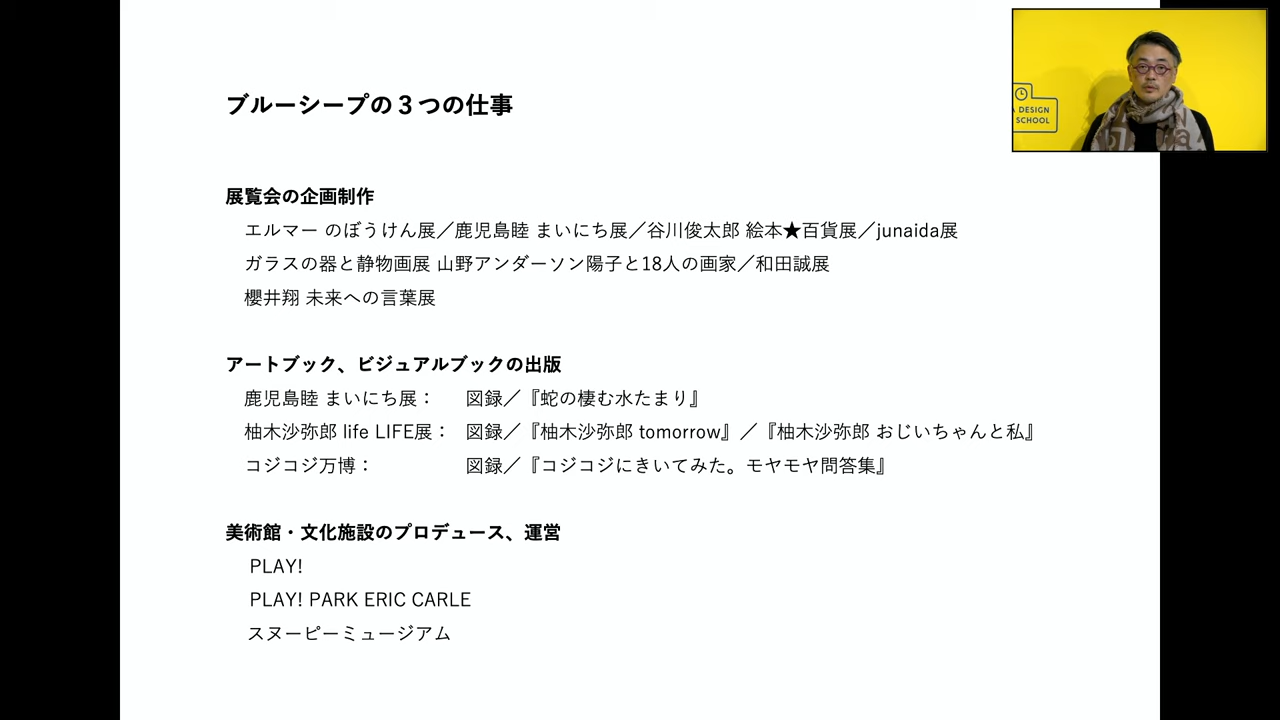 ブルーシープの３つの仕事
A DESIGN
SCHOOL
展覧会の企画制作
エルマー のぼうけん展／鹿児島睦 まいにち展／谷川俊太郎 絵本★百貨展／junaida展
ガラスの器と静物画展 山野アンダーソン陽子と18人の画家／和田誠展
櫻井翔 未来への言葉展
アートブック、ビジュアルブックの出版
鹿児島睦 まいにち展： 図録／『蛇の棲む水たまり』
柚木沙弥郎 life LIFE展： 図録／『柚木沙弥郎 tomorrow』／『柚木沙弥郎 おじいちゃんと私』
コジコジ万博： 図録／『コジコジにきいてみた。モヤモヤ問答集』
美術館・文化施設のプロデュース、運営
PLAY!
PLAY! PARK ERIC CARLE
スヌーピーミュージアム